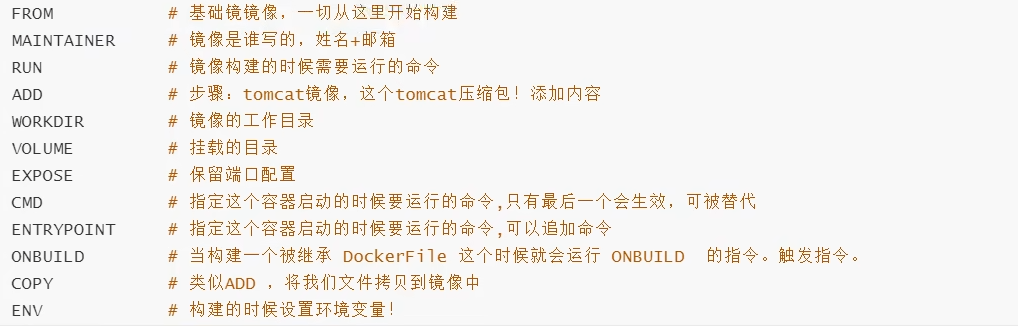 FROM # 基础镜镜像，一切从这里开始构建
MAINTAINER # 镜像是谁写的，姓名+邮箱
RUN # 镜像构建的时候需要运行的命令
ADD # 步骤：tomcat镜像，这个tomcat压缩包！添加内容
WORKDIR # 镜像的工作目录
VOLUME # 挂载的目录
EXPOSE # 保留端口配置
CMD # 指定这个容器启动的时候要运行的命令,只有最后一个会生效，可被替代
ENTRYPOINT # 指定这个容器启动的时候要运行的命令,可以追加命令
ONBUILD # 当构建一个被继承 DockerFile 这个时候就会运行 ONBUILD 的指令。触发指令。
COPY # 类似ADD ，将我们文件拷贝到镜像中
ENV # 构建的时候设置环境变量！